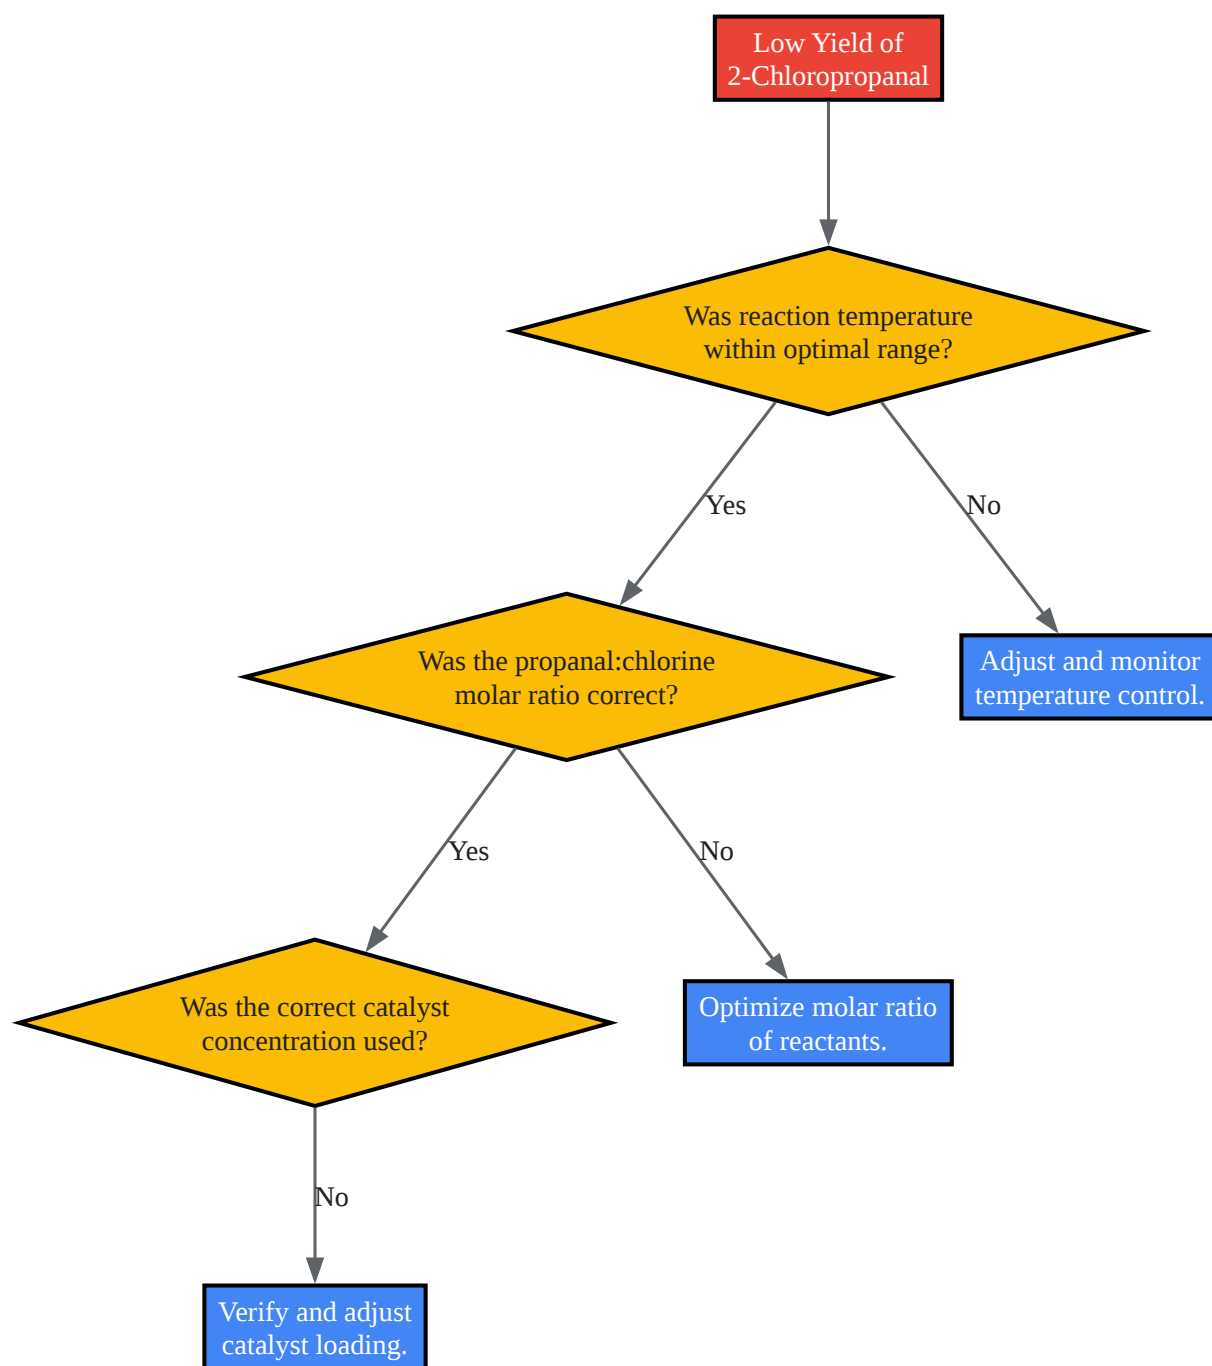 Low Yield of
2-Chloropropanal
Was reaction temperature
within optimal range?
Yes
No
Was the propanal:chlorine
molar ratio correct?
Adjust and monitor
temperature control.
Yes
No
Was the correct catalyst
concentration used?
Optimize molar ratio
of reactants.
No
Verify and adjust
catalyst loading.